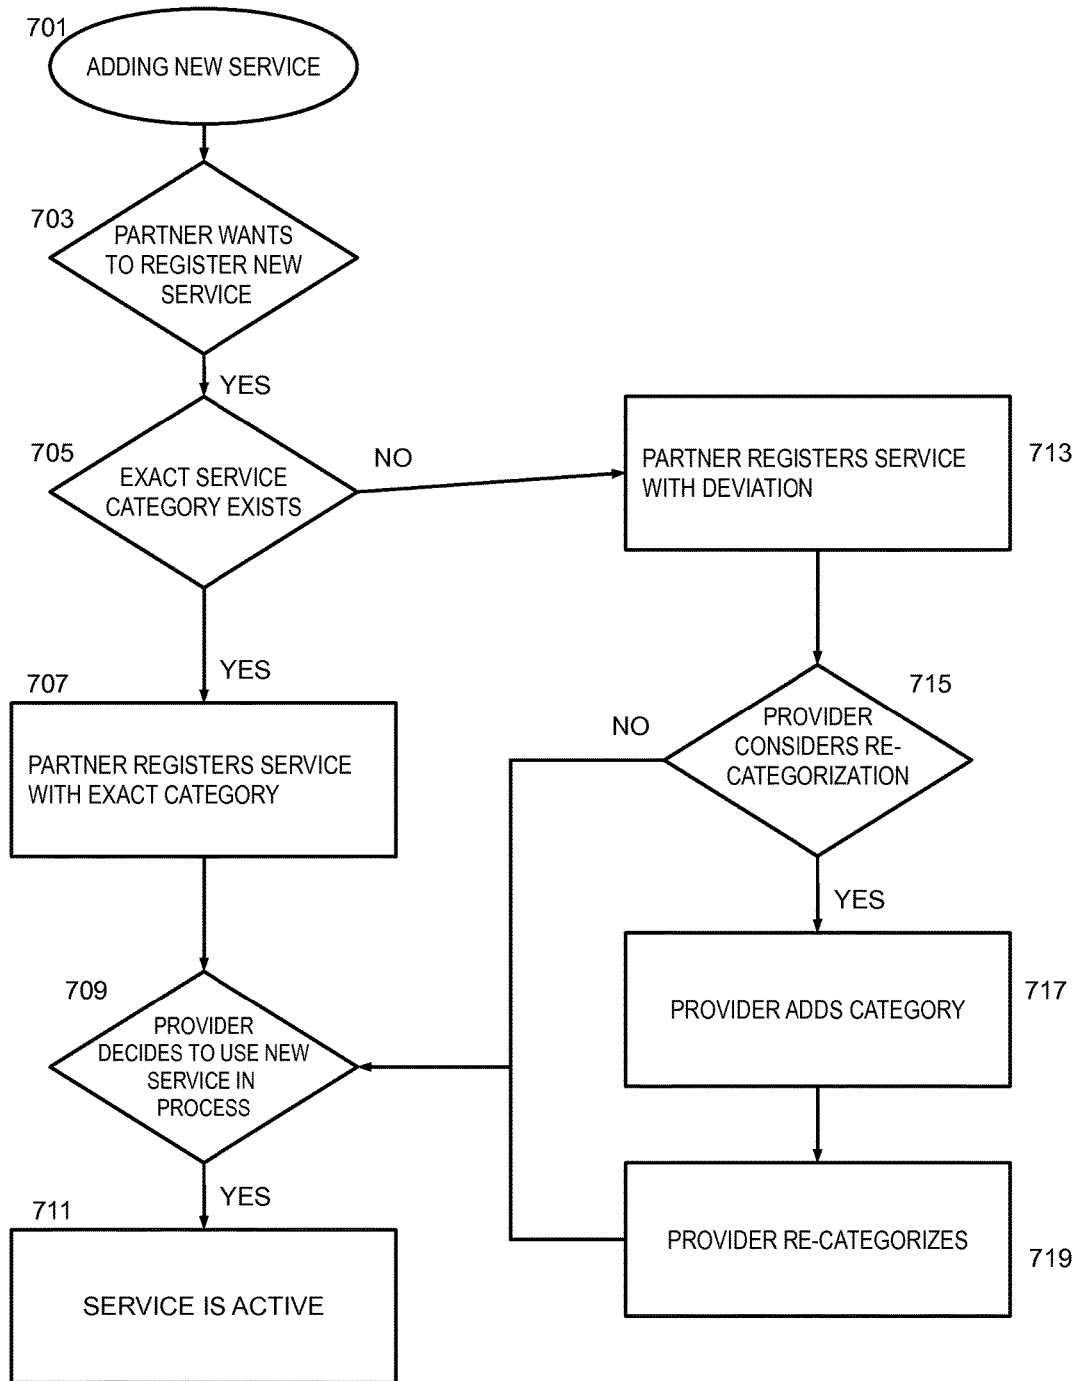 701
ADDING NEW SERVICE
703
PARTNER WANTS
TO REGISTER NEW
SERVICE
YES
705
EXACT SERVICE
CATEGORY EXISTS
NO
713
PARTNER REGISTERS SERVICE
WITH DEVIATION
YES
707
PARTNER REGISTERS SERVICE
WITH EXACT CATEGORY
715
PROVIDER
CONSIDERS RE-
CATEGORIZATION
NO
YES
709
PROVIDER
DECIDES TO USE NEW
SERVICE IN
PROCESS
717
PROVIDER ADDS CATEGORY
YES
711
SERVICE IS ACTIVE
PROVIDER RE-CATEGORIZES
719